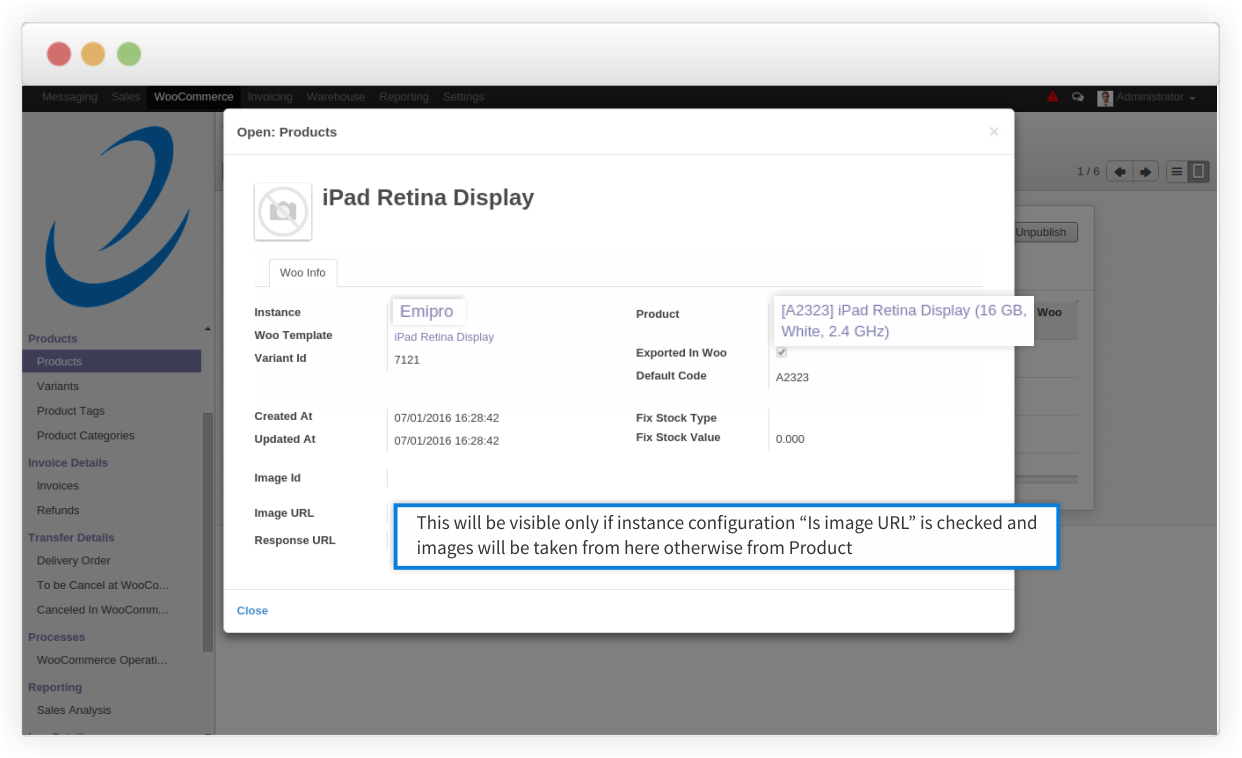 Messaging Sales WooCommerce Invoicing Warehouse Reporting Settings Administrator
Open: Products ×
1 / 6
iPad Retina Display
Unpublish
Woo Info
Instance Emipro Product [A2323] iPad Retina Display (16 GB,
White, 2.4 GHz)
Woo
Woo Template iPad Retina Display
Variant Id 7121 Exported In Woo
Default Code A2323
Created At 07/01/2016 16:28:42 Fix Stock Type
Updated At 07/01/2016 16:28:42 Fix Stock Value 0.000
Image Id
Image URL
Response URL
This will be visible only if instance configuration “Is image URL” is checked and
images will be taken from here otherwise from Product
Close
Products
Products
Variants
Product Tags
Product Categories
Invoice Details
Invoices
Refunds
Transfer Details
Delivery Order
To be Cancel at WooCo...
Canceled In WooComm...
Processes
WooCommerce Operati...
Reporting
Sales Analysis